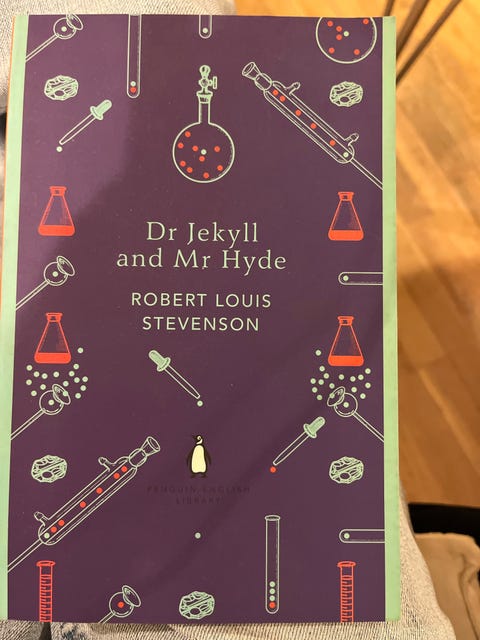 Dr Jekyll
and Mr Hyde
ROBERT LOUIS
STEVENSON
PENGUIN ENGLISH
LIBRARY